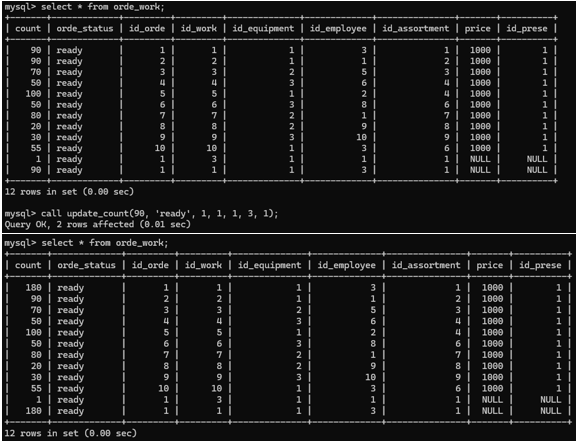 mysql> select * from orde_work;
+-------+-------------+---------+---------+--------------+-------------+---------------+-------+----------+
| count | orde_status | id_orde | id_work | id_equipment | id_employee | id_assortment | price | id_prese |
+-------+-------------+---------+---------+--------------+-------------+---------------+-------+----------+
| 90 | ready | 1 | 1 | 1 | 3 | 1 | 1000 | 1 |
| 90 | ready | 2 | 2 | 1 | 1 | 2 | 1000 | 1 |
| 70 | ready | 3 | 3 | 2 | 5 | 3 | 1000 | 1 |
| 50 | ready | 4 | 4 | 3 | 6 | 4 | 1000 | 1 |
| 100 | ready | 5 | 5 | 1 | 2 | 4 | 1000 | 1 |
| 50 | ready | 6 | 6 | 3 | 8 | 6 | 1000 | 1 |
| 80 | ready | 7 | 7 | 2 | 1 | 7 | 1000 | 1 |
| 20 | ready | 8 | 8 | 2 | 9 | 8 | 1000 | 1 |
| 30 | ready | 9 | 9 | 3 | 10 | 9 | 1000 | 1 |
| 55 | ready | 10 | 10 | 1 | 3 | 6 | 1000 | 1 |
| 1 | ready | 1 | 3 | 1 | 1 | 1 | NULL | NULL |
| 90 | ready | 1 | 1 | 1 | 3 | 1 | NULL | NULL |
+-------+-------------+---------+---------+--------------+-------------+---------------+-------+----------+
12 rows in set (0.00 sec)
mysql> call update_count(90, 'ready', 1, 1, 1, 3, 1);
Query OK, 2 rows affected (0.01 sec)
mysql> select * from orde_work;
+-------+-------------+---------+---------+--------------+-------------+---------------+-------+----------+
| count | orde_status | id_orde | id_work | id_equipment | id_employee | id_assortment | price | id_prese |
+-------+-------------+---------+---------+--------------+-------------+---------------+-------+----------+
| 180 | ready | 1 | 1 | 1 | 3 | 1 | 1000 | 1 |
| 90 | ready | 2 | 2 | 1 | 1 | 2 | 1000 | 1 |
| 70 | ready | 3 | 3 | 2 | 5 | 3 | 1000 | 1 |
| 50 | ready | 4 | 4 | 3 | 6 | 4 | 1000 | 1 |
| 100 | ready | 5 | 5 | 1 | 2 | 4 | 1000 | 1 |
| 50 | ready | 6 | 6 | 3 | 8 | 6 | 1000 | 1 |
| 80 | ready | 7 | 7 | 2 | 1 | 7 | 1000 | 1 |
| 20 | ready | 8 | 8 | 2 | 9 | 8 | 1000 | 1 |
| 30 | ready | 9 | 9 | 3 | 10 | 9 | 1000 | 1 |
| 55 | ready | 10 | 10 | 1 | 3 | 6 | 1000 | 1 |
| 1 | ready | 1 | 3 | 1 | 1 | 1 | NULL | NULL |
| 180 | ready | 1 | 1 | 1 | 3 | 1 | NULL | NULL |
+-------+-------------+---------+---------+--------------+-------------+---------------+-------+----------+
12 rows in set (0.00 sec)